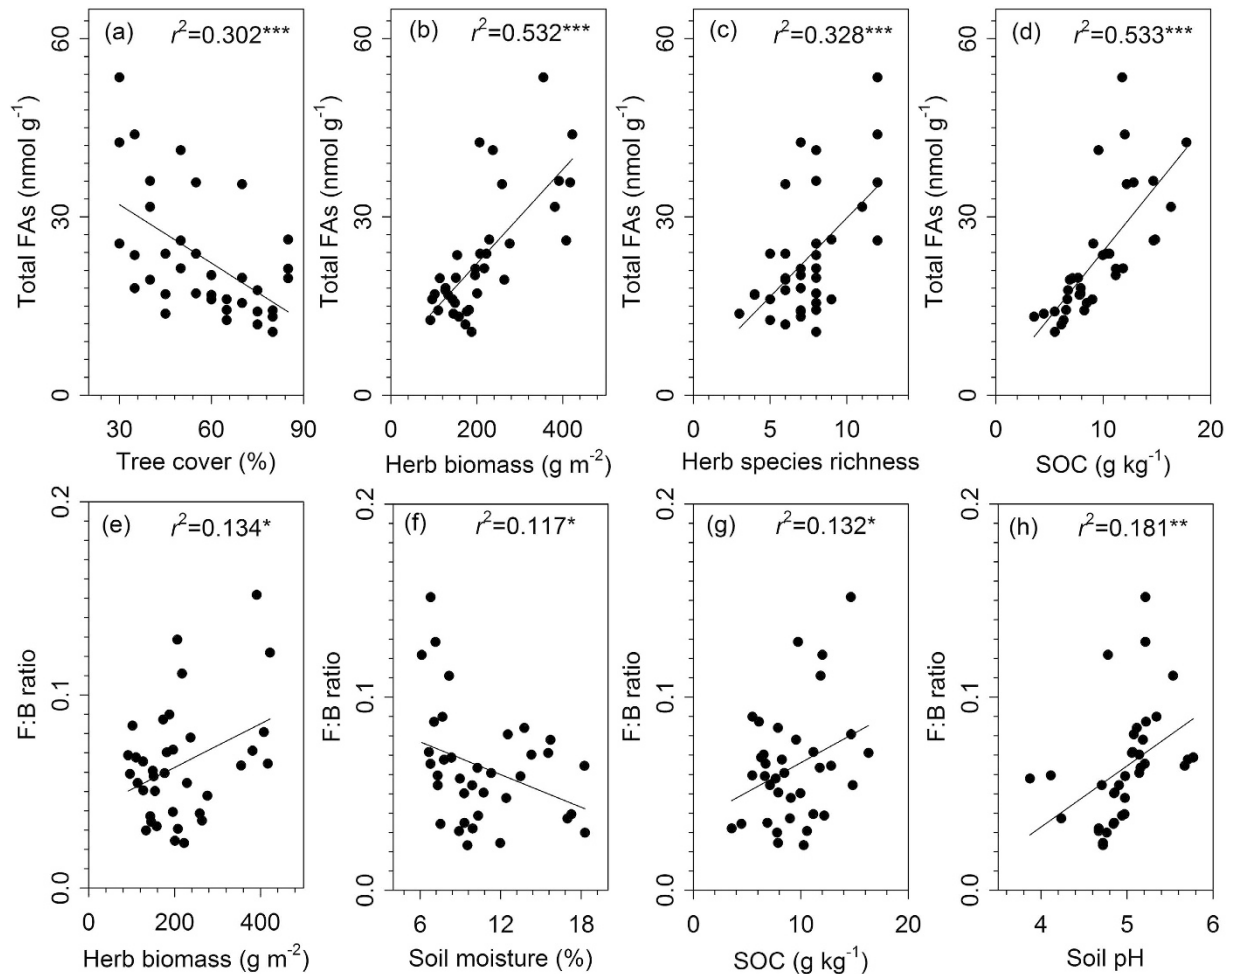 (a) r²=0.302***
Total FAs (nmol g⁻¹)
60
30
0
30 60 90
Tree cover (%)
(b) r²=0.532***
Total FAs (nmol g⁻¹)
60
30
0
0 200 400
Herb biomass (g m⁻²)
(c) r²=0.328***
Total FAs (nmol g⁻¹)
60
30
0
0 5 10
Herb species richness
(d) r²=0.533***
Total FAs (nmol g⁻¹)
60
30
0
0 10 20
SOC (g kg⁻¹)
(e) r²=0.134*
F:B ratio
0.2
0.1
0.0
0 200 400
Herb biomass (g m⁻²)
(f) r²=0.117*
F:B ratio
0.2
0.1
0.0
6 12 18
Soil moisture (%)
(g) r²=0.132*
F:B ratio
0.2
0.1
0.0
0 10 20
SOC (g kg⁻¹)
(h) r²=0.181**
F:B ratio
0.2
0.1
0.0
4 5 6
Soil pH